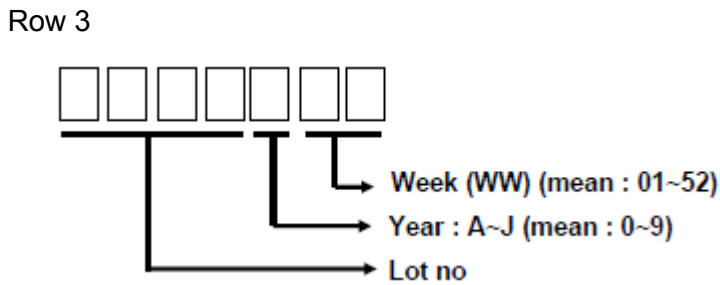 Row 3
Week (WW) (mean : 01~52)
Year : A~J (mean : 0~9)
Lot no